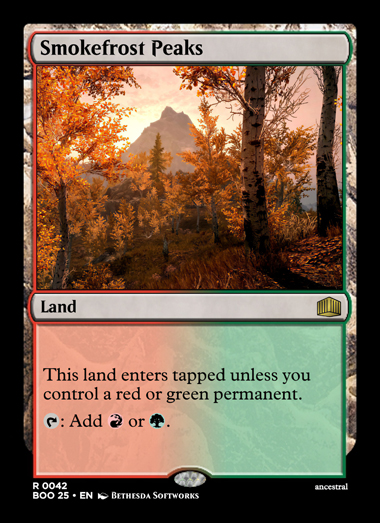 Smokefrost Peaks
Land
This land enters tapped unless you
control a red or green permanent.
: Add or .
R 0042
BOO 25 • EN Bethesda Softworks
ancestral